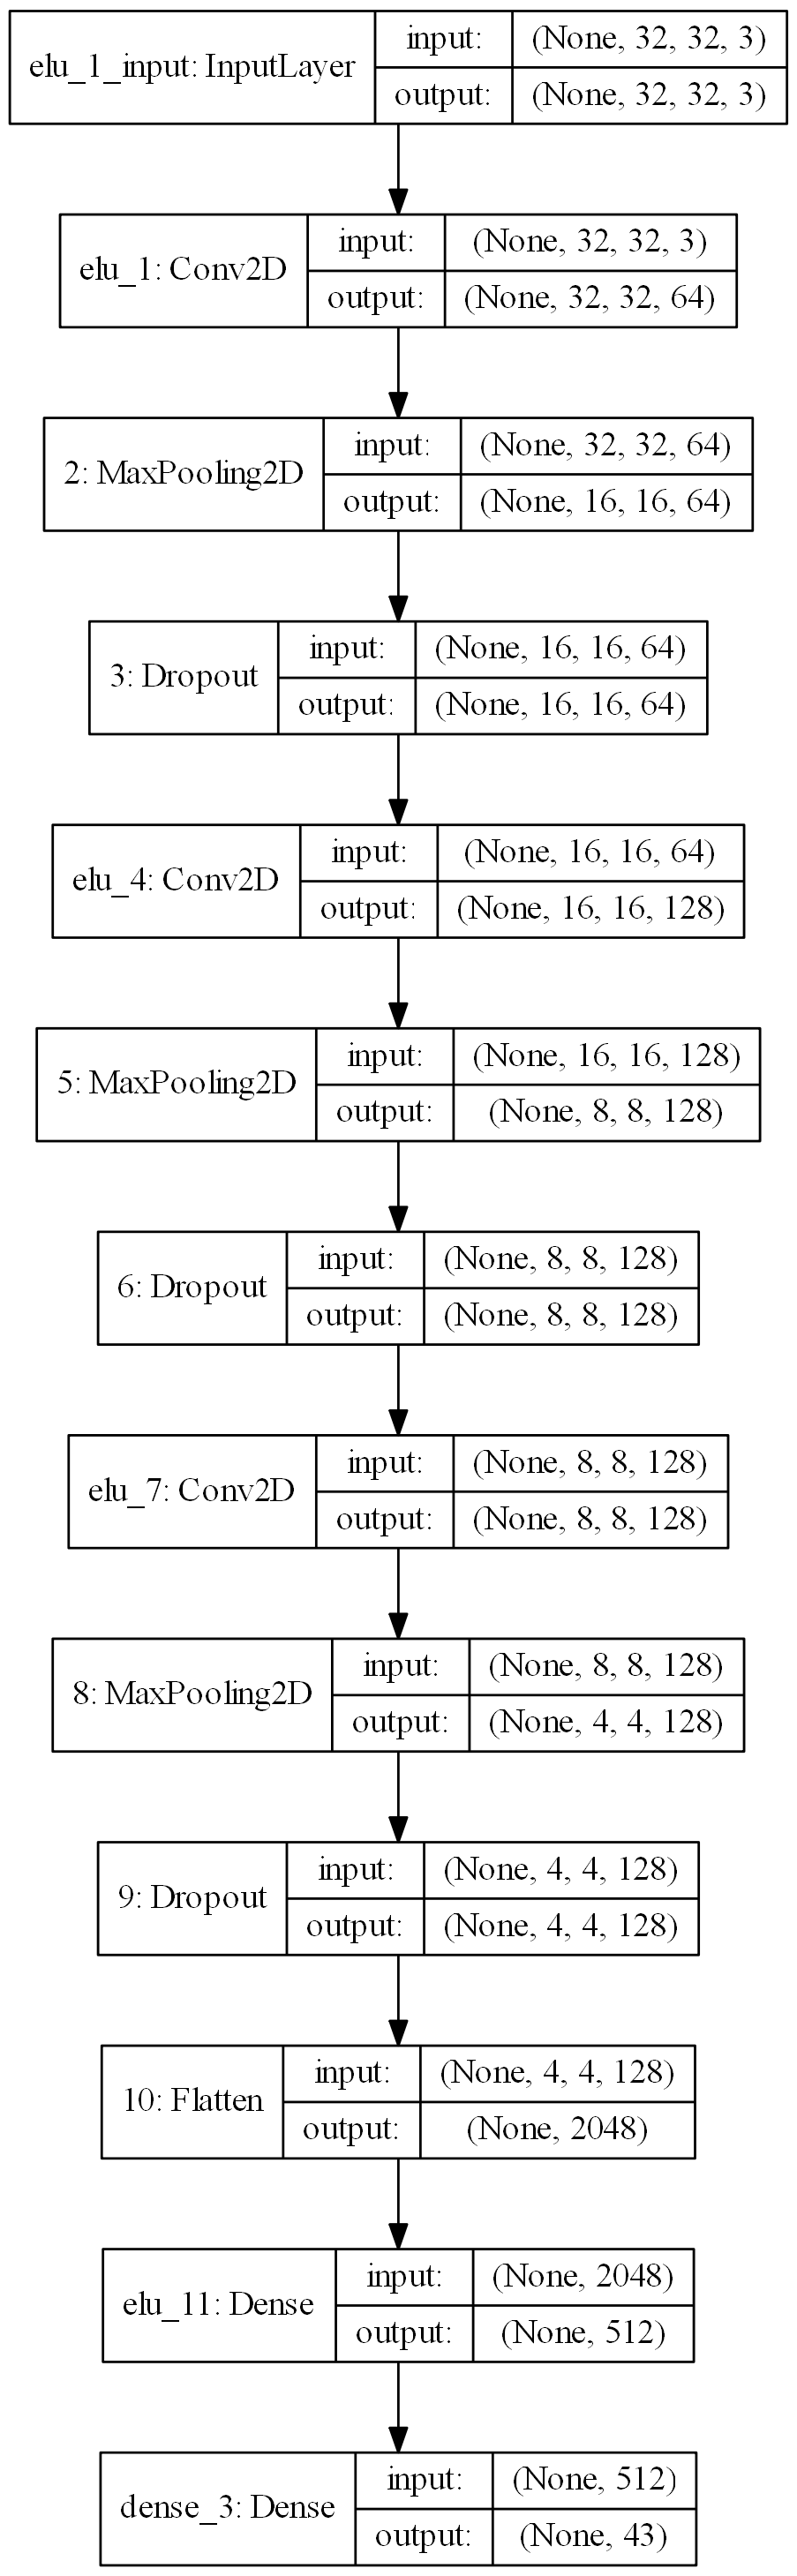 elu_1_input: InputLayer
input: (None, 32, 32, 3)
output: (None, 32, 32, 3)
elu_1: Conv2D
input: (None, 32, 32, 3)
output: (None, 32, 32, 64)
2: MaxPooling2D
input: (None, 32, 32, 64)
output: (None, 16, 16, 64)
3: Dropout
input: (None, 16, 16, 64)
output: (None, 16, 16, 64)
elu_4: Conv2D
input: (None, 16, 16, 64)
output: (None, 16, 16, 128)
5: MaxPooling2D
input: (None, 16, 16, 128)
output: (None, 8, 8, 128)
6: Dropout
input: (None, 8, 8, 128)
output: (None, 8, 8, 128)
elu_7: Conv2D
input: (None, 8, 8, 128)
output: (None, 8, 8, 128)
8: MaxPooling2D
input: (None, 8, 8, 128)
output: (None, 4, 4, 128)
9: Dropout
input: (None, 4, 4, 128)
output: (None, 4, 4, 128)
10: Flatten
input: (None, 4, 4, 128)
output: (None, 2048)
elu_11: Dense
input: (None, 2048)
output: (None, 512)
dense_3: Dense
input: (None, 512)
output: (None, 43)